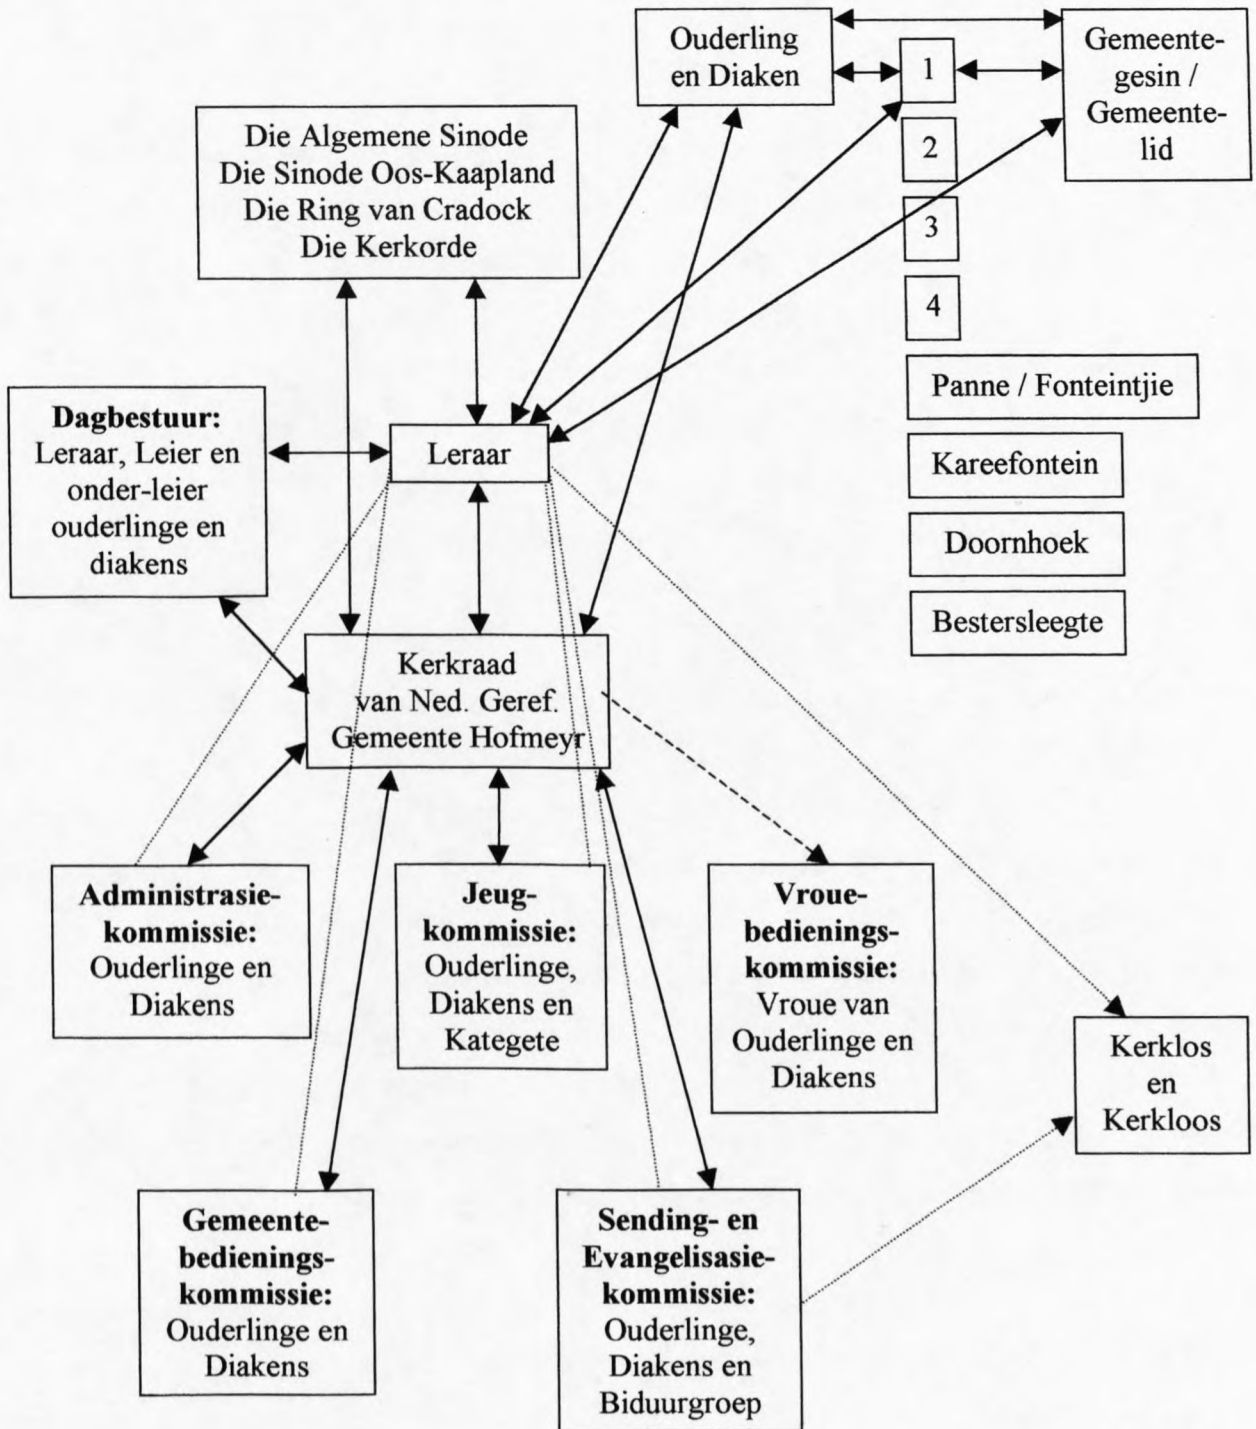 Ouderling
en Diaken
1
Gemeente-
gesin /
Gemeente-
lid
2
3
4
Die Algemene Sinode
Die Sinode Oos-Kaapland
Die Ring van Cradock
Die Kerkorde
Panne / Fonteintjie
Kareefontein
Doornhoek
Bestersleegte
Dagbestuur:
Leraar, Leier en
onder-leier
ouderlinge en
diakens
Leraar
Kerkraad
van Ned. Geref.
Gemeente Hofmeyr
Administrasie-
kommissie:
Ouderlinge en
Diakens
Jeug-
kommissie:
Ouderlinge,
Diakens en
Kategete
Vroue-
bedienings-
kommissie:
Vroue van
Ouderlinge en
Diakens
Kerklos
en
Kerkloos
Gemeente-
bedienings-
kommissie:
Ouderlinge en
Diakens
Sending- en
Evangelisasie-
kommissie:
Ouderlinge,
Diakens en
Biduurgroep